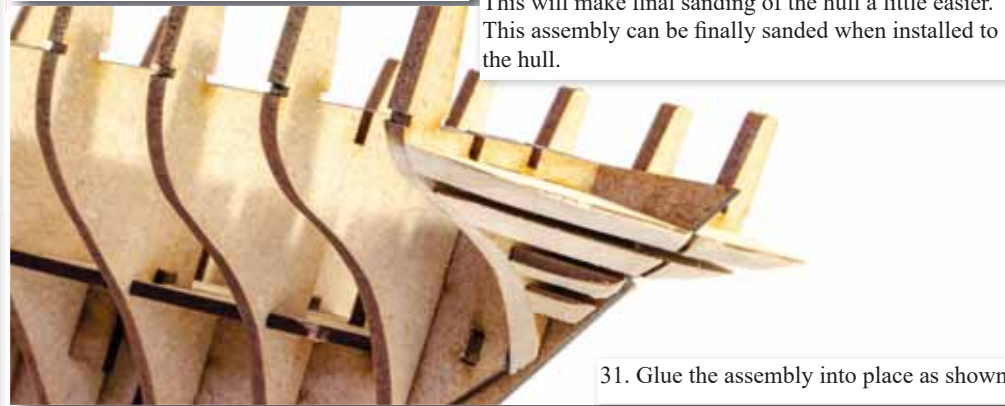 This will make final sanding of the hull a little easier.
This assembly can be finally sanded when installed to
the hull.
31. Glue the assembly into place as shown